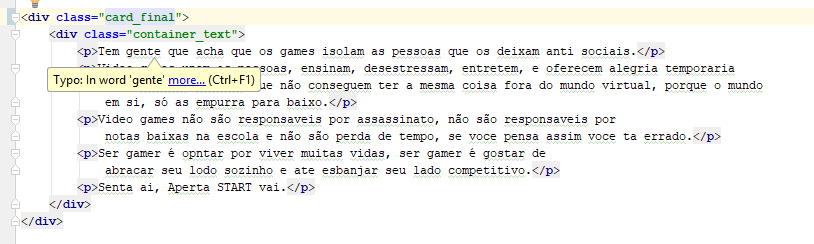 <div class="card_final">
<div class="container_text">
<p>Tem gente que acha que os games isolam as pessoas que os deixam anti sociais.</p>
as pessoas, ensinam, desestressam, entretem, e oferecem alegria temporaria
Typo: In word 'gente' more... (Ctrl+F1)
que não conseguem ter a mesma coisa fora do mundo virtual, porque o mundo
em si, só as empurra para baixo.</p>
<p>Video games não são responsaveis por assassinato, não são responsaveis por
notas baixas na escola e não são perda de tempo, se voce pensa assim voce ta errado.</p>
<p>Ser gamer é opntar por viver muitas vidas, ser gamer é gostar de
abracar seu lodo sozinho e ate esbanjar seu lado competitivo.</p>
<p>Senta ai, Aperta START vai.</p>
</div>
</div>